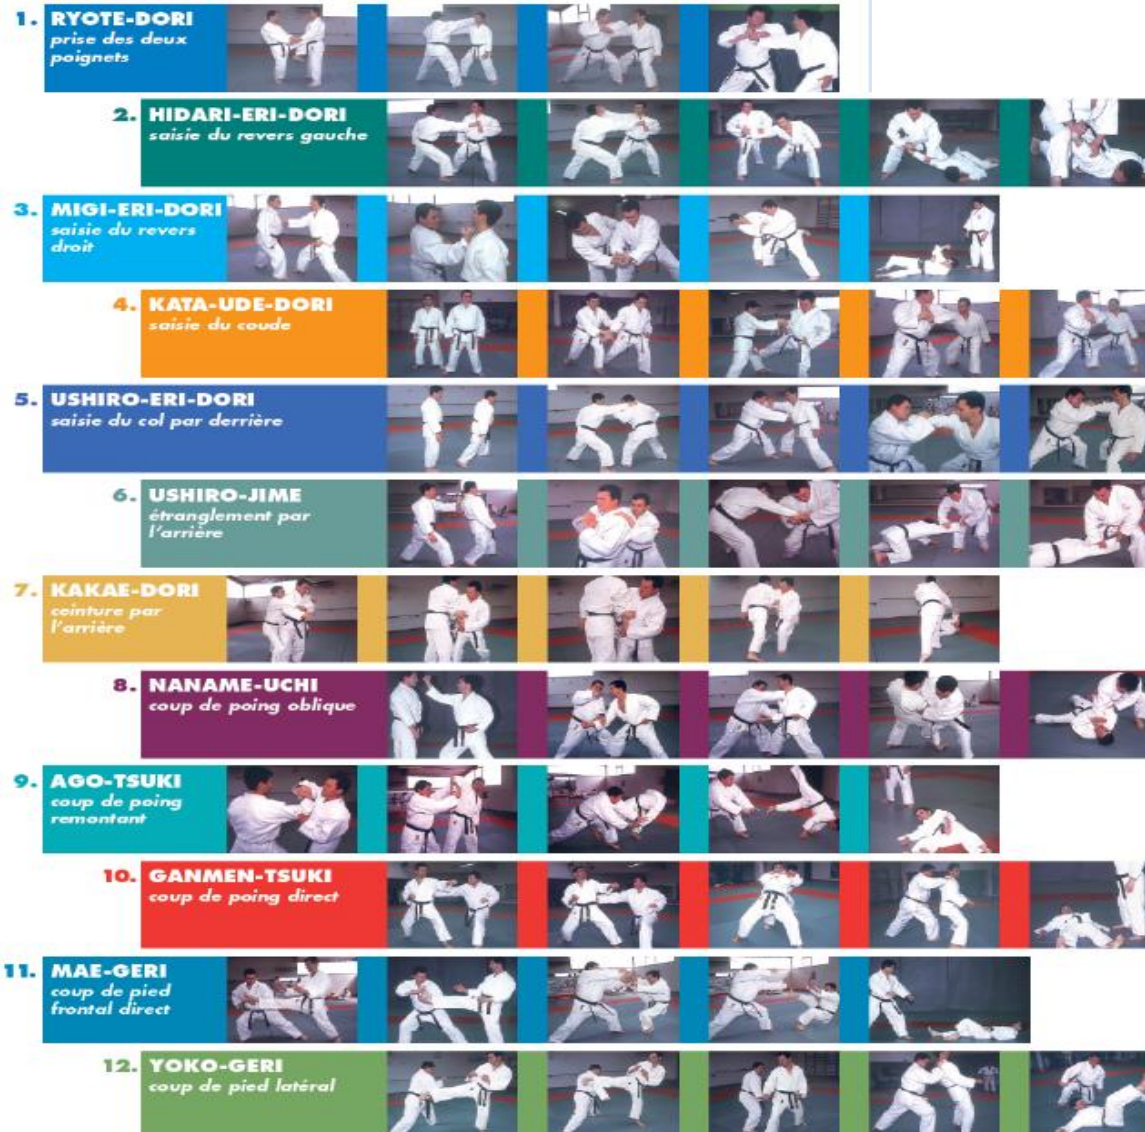 1. RYOTE-DORI
prise des deux
poignets
2. HIDARI-ERI-DORI
saisie du revers gauche
3. MIGI-ERI-DORI
saisie du revers
droit
4. KATA-UDE-DORI
saisie du coude
5. USHIRO-ERI-DORI
saisie du col par derrière
6. USHIRO-JIME
étranglement par
l'arrière
7. KAKAE-DORI
ceinture par
l'arrière
8. NANAME-UCHI
coup de poing oblique
9. AGO-TSUKI
coup de poing
remontant
10. GANMEN-TSUKI
coup de poing direct
11. MAE-GERI
coup de pied
frontal direct
12. YOKO-GERI
coup de pied latéral